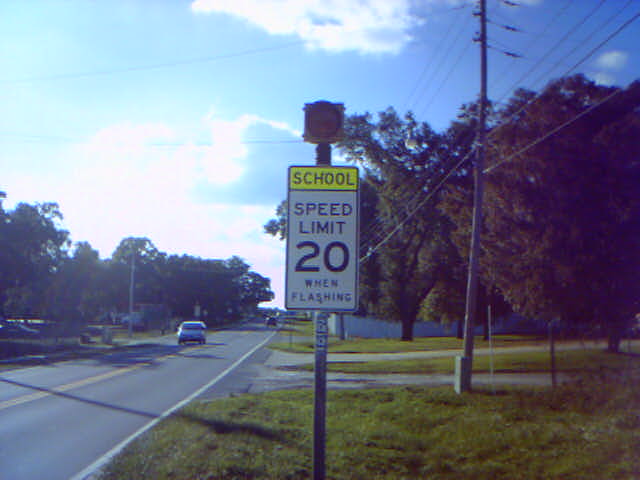 SCHOOL
SPEED
LIMIT
20
WHEN
FLASHING